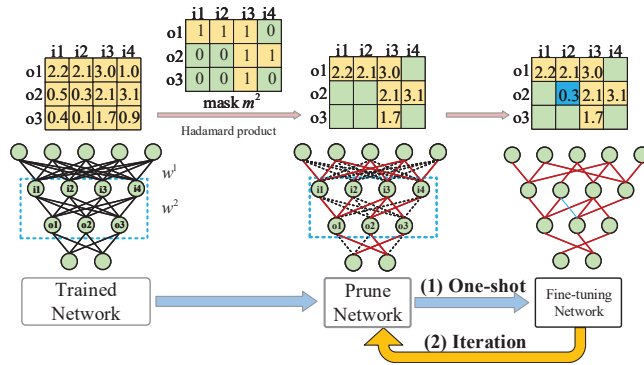 i1 i2 i3 i4
o1 1 1 1 0
o2 0 0 1 1
o3 0 0 1 0
mask m²
Hadamard product
i1 i2 i3 i4
o1 2.2 2.1 3.0 1.0
o2 0.5 0.3 2.1 3.1
o3 0.4 0.1 1.7 0.9
i1 i2 i3 i4
o1 2.2 2.1 3.0
o2 2.1 3.1
o3 1.7
i1 i2 i3 i4
o1 2.2 2.1 3.0
o2 0.3 2.1 3.1
o3 1.7
w¹
i1 i2 i3 i4
w²
o1 o2 o3
i1 i2 i3 i4
o1 o2 o3
Trained
Network
Prune
Network
(1) One-shot
Fine-tuning
Network
(2) Iteration